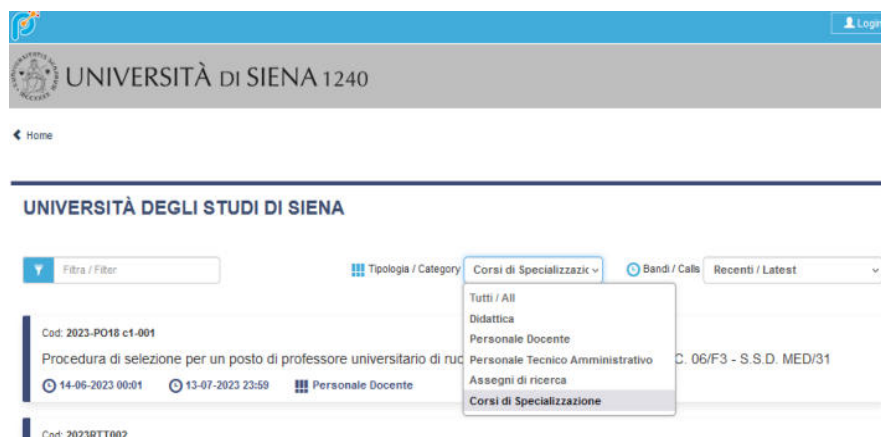 Login
UNIVERSITÀ DI SIENA 1240
Home
UNIVERSITÀ DEGLI STUDI DI SIENA
Filtra / Filter
Tipologia / Category
Corsi di Specializzazic
Bandi / Calls
Recenti / Latest
Tutti / All
Didattica
Personale Docente
Personale Tecnico Amministrativo
Assegni di ricerca
Corsi di Specializzazione
Cod: 2023-PO18 c1-001
Procedura di selezione per un posto di professore universitario di ruo C. 06/F3 - S.S.D. MED/31
14-06-2023 00:01 13-07-2023 23:59 Personale Docente
Cod: 2023RTT002